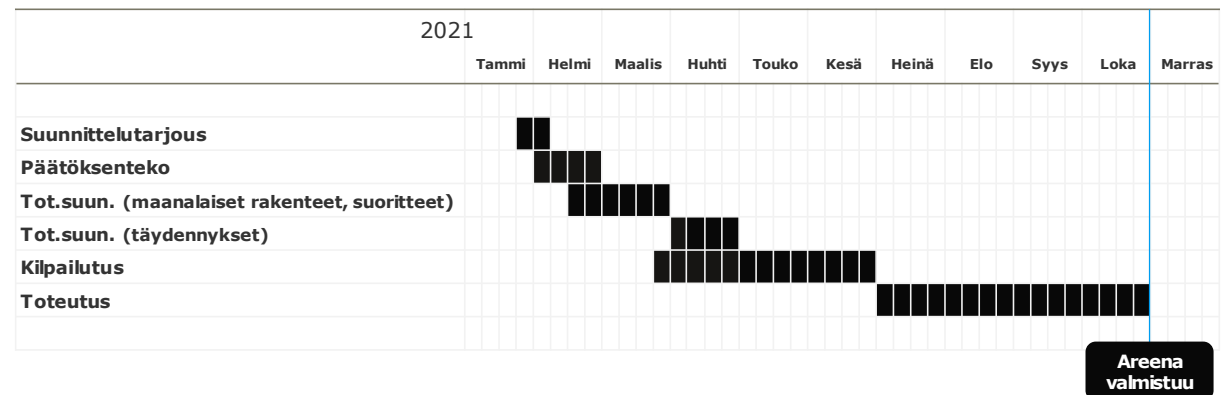 2021
Tammi Helmi Maalis Huhti Touko Kesä Heinä Elo Syys Loka Marras
Suunnittelutarjous
Päätöksenteko
Tot.suun. (maanalaiset rakenteet, suoritteet)
Tot.suun. (täydennykset)
Kilpailutus
Toteutus
Areena
valmistuu